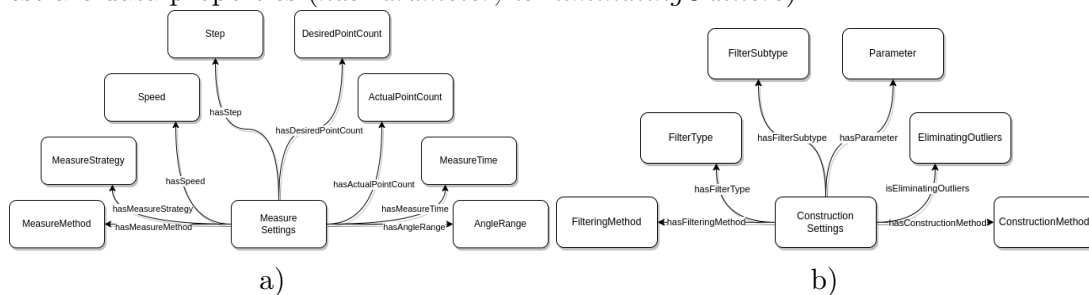 Step
DesiredPointCount
FilterSubtype
Parameter
Speed
ActualPointCount
hasStep
hasDesiredPointCount
hasFilterSubtype
hasParameter
MeasureStrategy
MeasureTime
FilterType
EliminatingOutliers
hasSpeed
hasActualPointCount
hasFilterType
isEliminatingOutliers
hasMeasureStrategy
hasMeasureTime
MeasureMethod
hasMeasureMethod
Measure
Settings
hasAngleRange
AngleRange
FilteringMethod
hasFilteringMethod
Construction
Settings
hasConstructionMethod
ConstructionMethod
a)
b)